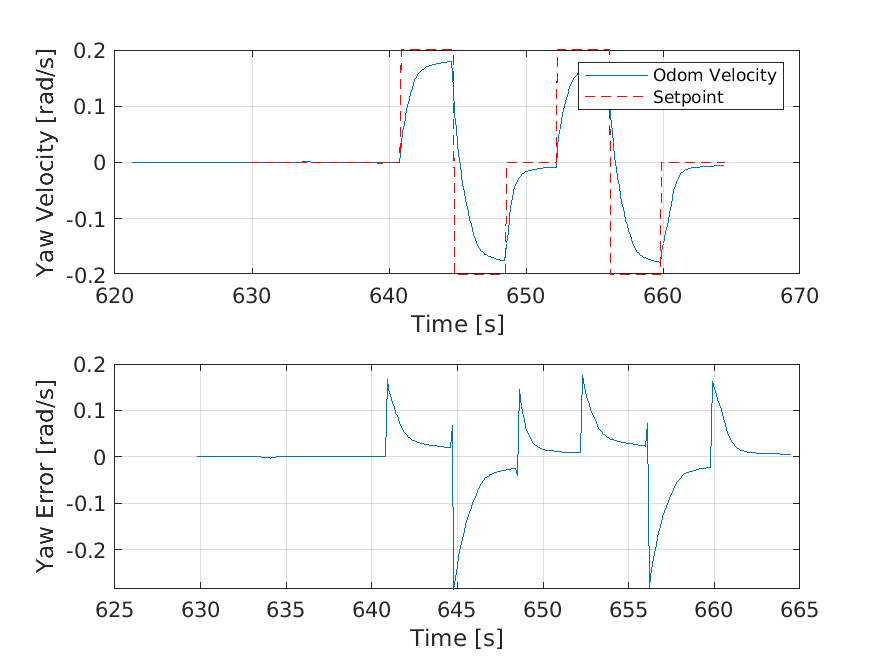 0.2
0.1
0
-0.1
-0.2
Yaw Velocity [rad/s]
Odom Velocity
Setpoint
620 630 640 650 660 670
Time [s]
0.2
0.1
0
-0.1
-0.2
Yaw Error [rad/s]
625 630 635 640 645 650 655 660 665
Time [s]